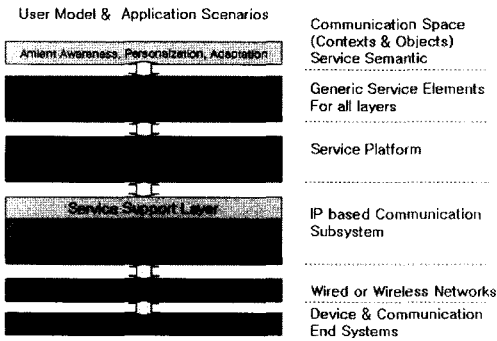 User Model & Application Scenarios
Amient Awareness, Personalization, Adaptation
Service Support Layer
Communication Space
(Contexts & Objects)
Service Semantic
Generic Service Elements
For all layers
Service Platform
IP based Communication
Subsystem
Wired or Wireless Networks
Device & Communication
End Systems